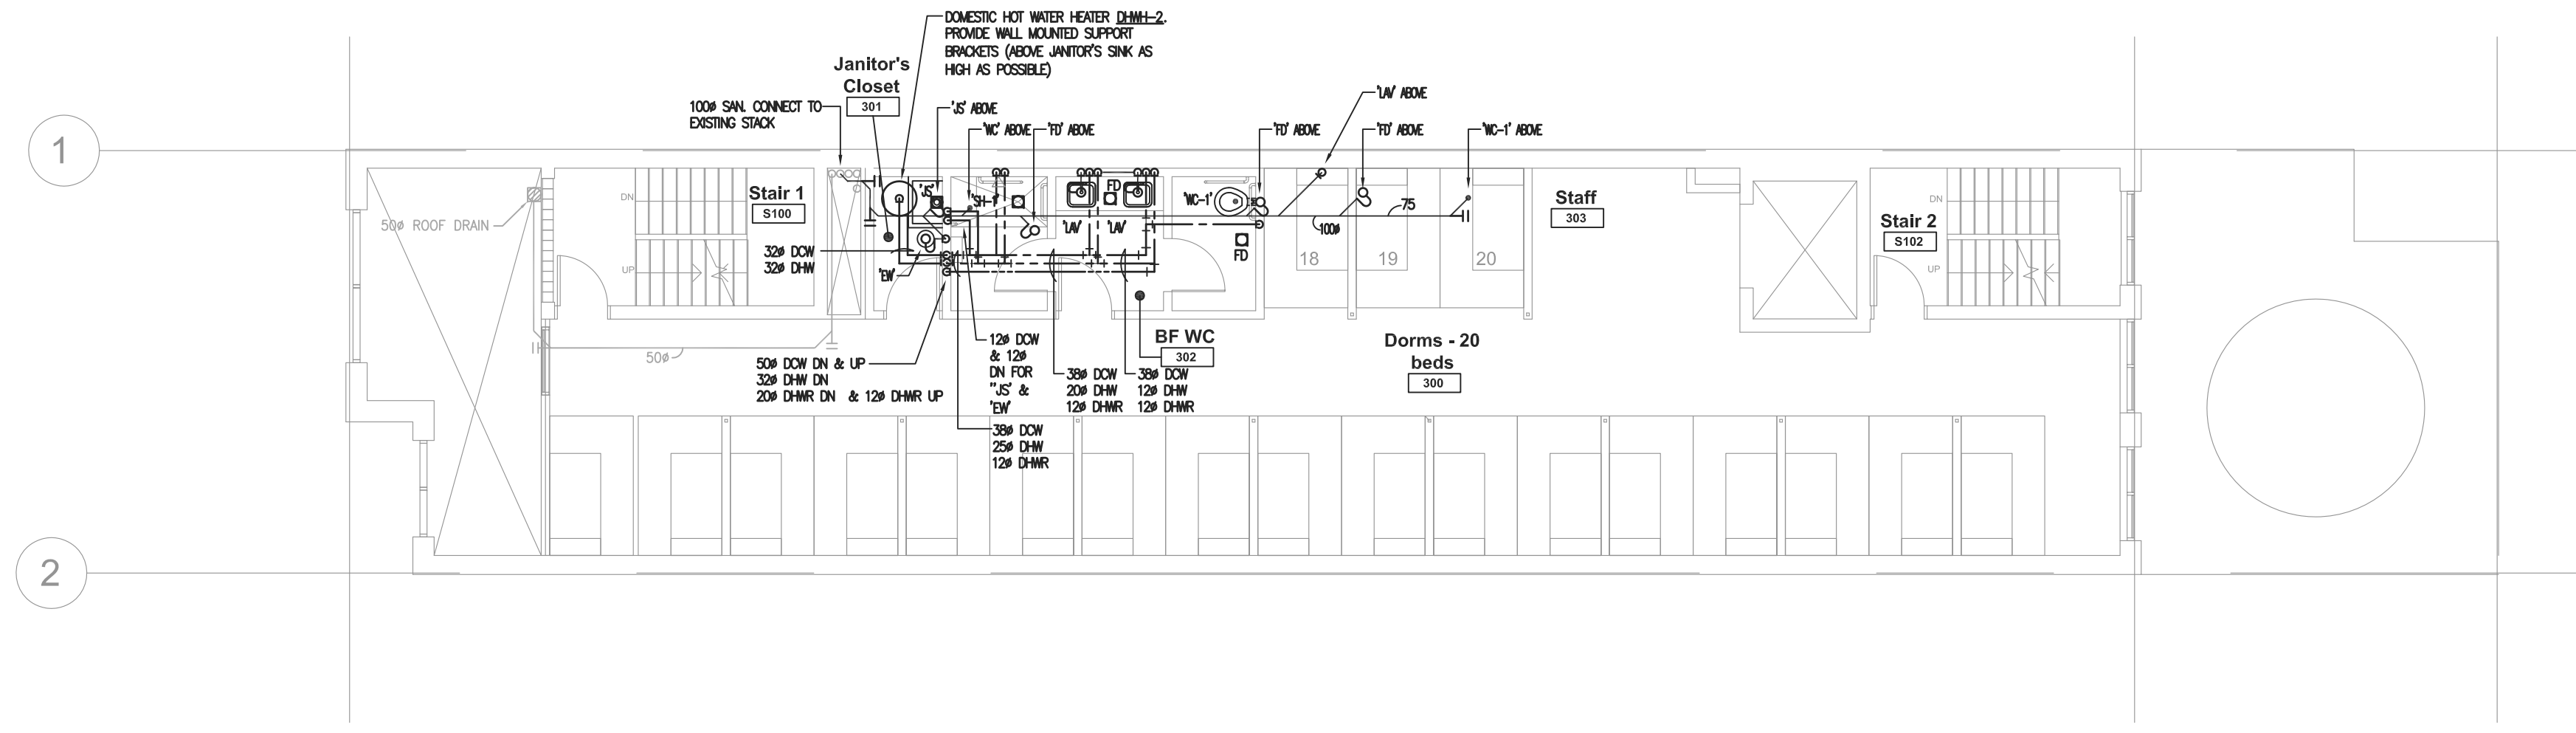 DOMESTIC HOT WATER HEATER DHWH-2.
PROVIDE WALL MOUNTED SUPPORT
BRACKETS (ABOVE JANITOR'S SINK AS
HIGH AS POSSIBLE)
Janitor's
Closet
301
100ø SAN. CONNECT TO
EXISTING STACK
'JS' ABOVE
'WC' ABOVE
'FD' ABOVE
'LAV' ABOVE
'FD' ABOVE
'FD' ABOVE
'WC-1' ABOVE
1
Stair 1
S100
DN
UP
50ø ROOF DRAIN
32ø DCW
32ø DHW
'JS'
'SH-1'
'EW'
FD
'LAV'
'LAV'
'WC-1'
FD
100ø
75
18
19
20
Staff
303
Stair 2
S102
DN
UP
50ø
50ø DCW DN & UP
32ø DHW DN
20ø DHWR DN & 12ø DHWR UP
12ø DCW
& 12ø
DN FOR
"JS' &
'EW'
38ø DCW
25ø DHW
12ø DHWR
38ø DCW
20ø DHW
12ø DHWR
38ø DCW
12ø DHW
12ø DHWR
BF WC
302
Dorms - 20
beds
300
2